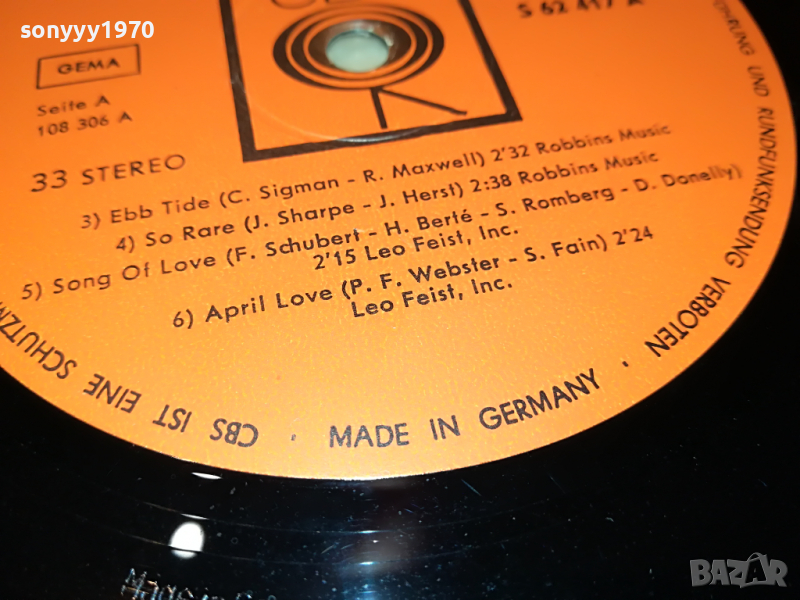 sonyyy1970
S 62 417 A
GEMA
Seite A
108 306 A
33 STEREO
3) Ebb Tide (C. Sigman - R. Maxwell) 2'32 Robbins Music
4) So Rare (J. Sharpe - J. Herst) 2:38 Robbins Music
5) Song Of Love (F. Schubert - H. Berté - S. Romberg - D. Donelly)
2'15 Leo Feist, Inc.
6) April Love (P. F. Webster - S. Fain) 2'24
Leo Feist, Inc.
UND RUNDFUNKSENDUNG VERBOTEN
· MADE IN GERMANY ·
CBS IST EINE
BAZAR